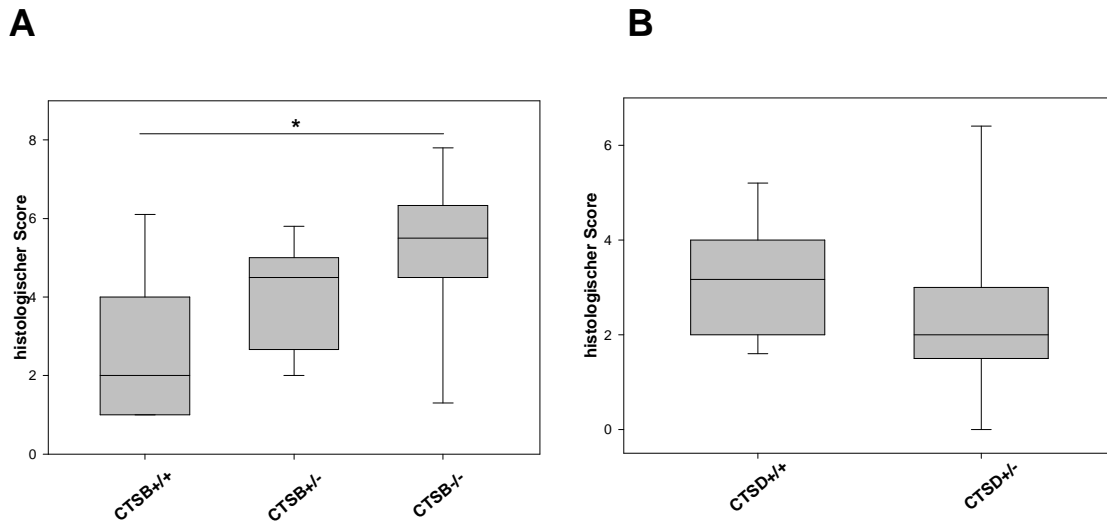 A
B
histologischer Score
8
6
4
2
0
*
CTSB+/+
CTSB+/-
CTSB-/-
histologischer Score
6
4
2
0
CTSD+/+
CTSD+/-